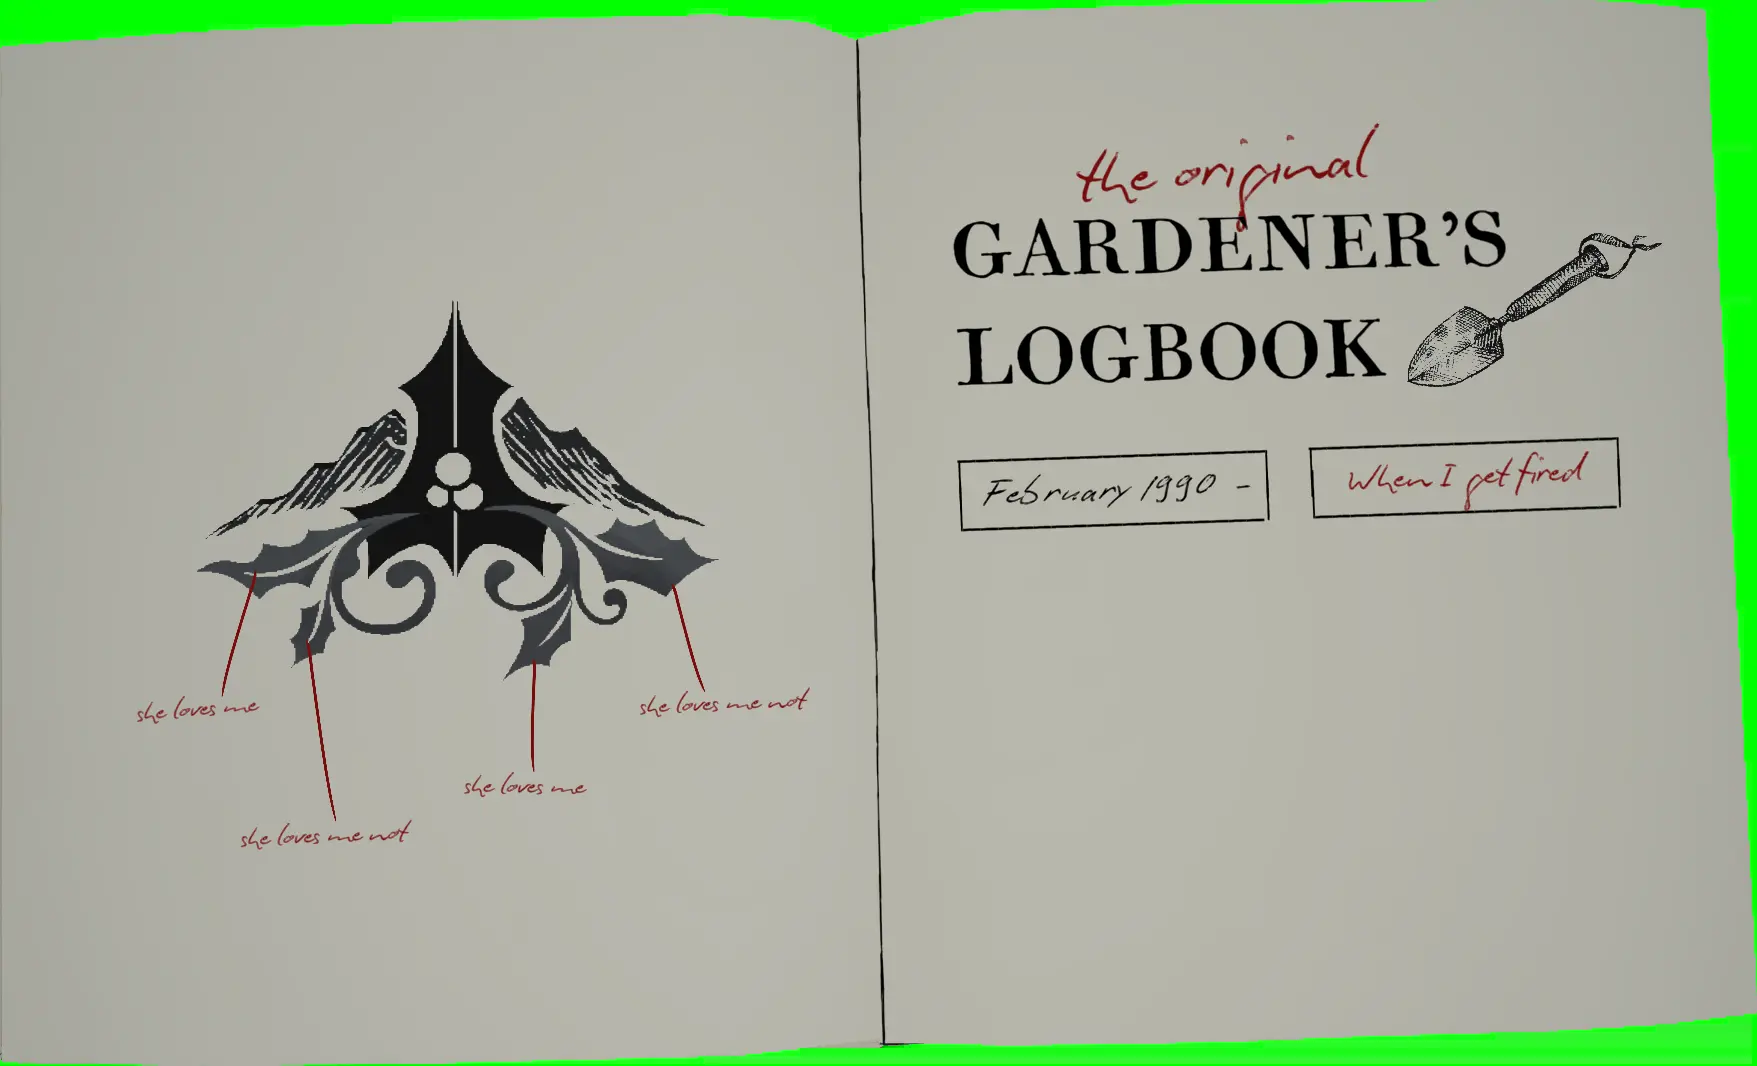 she loves me
she loves me not
she loves me
she loves me not
the original
GARDENER'S
LOGBOOK
February 1990 -
When I get fired